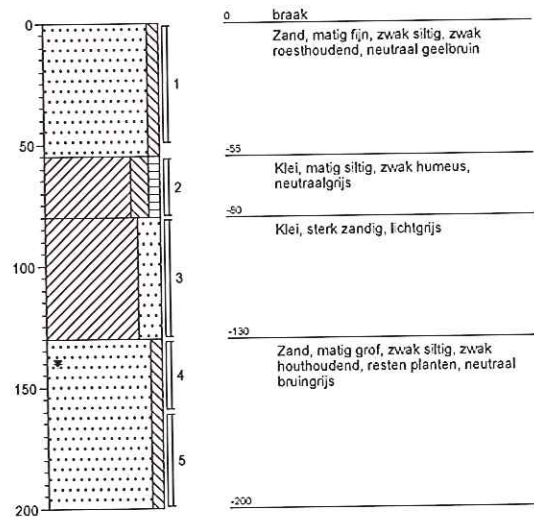 0
50
100
150
200
1
2
3
4
5
0 braak
Zand, matig fijn, zwak siltig, zwak
roesthoudend, neutraal geelbruin
-55
Klei, matig siltig, zwak humeus,
neutraalgrijs
-80
Klei, sterk zandig, lichtgrijs
-130
Zand, matig grof, zwak siltig, zwak
houthoudend, resten planten, neutraal
bruingrijs
-200